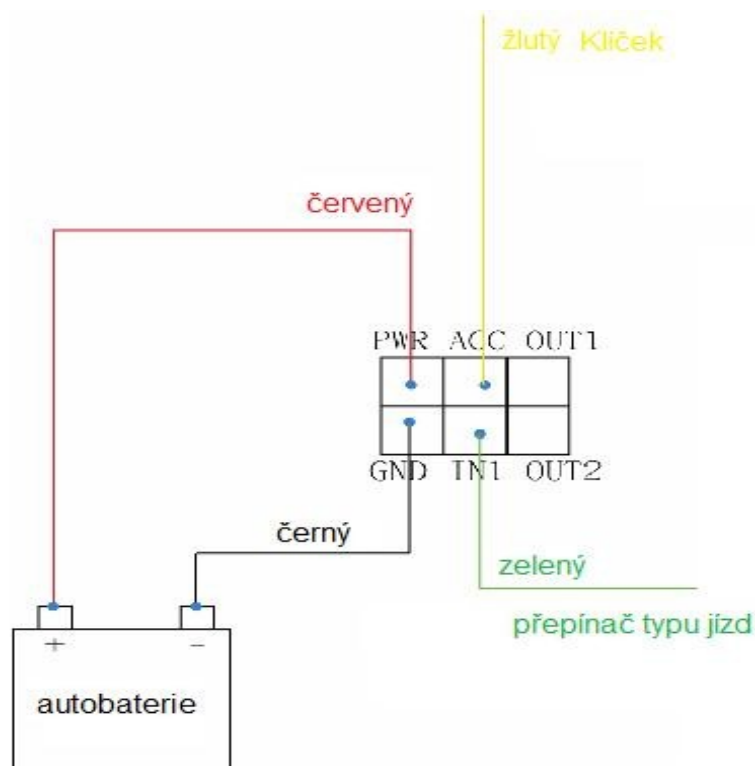 žlutý Klíček
červený
PWR ACC OUT1
GND IN1 OUT2
černý
zelený
přepínač typu jízd
+ -
autobaterie